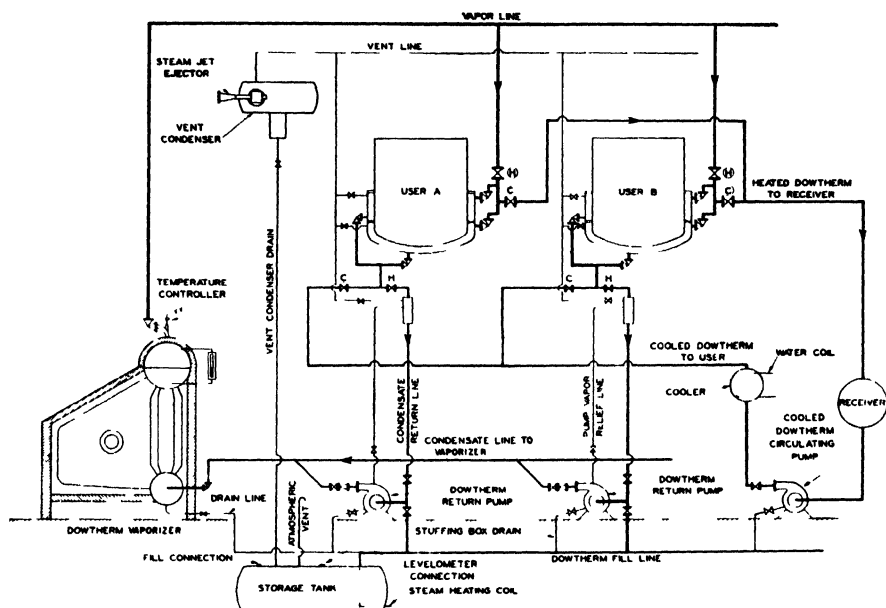 VAPOR LINE
VENT LINE
STEAM JET
EJECTOR
VENT
CONDENSER
H
H
USER A
USER B
C
C
HEATED DOWTHERM
TO RECEIVER
TEMPERATURE
CONTROLLER
VENT CONDENSER DRAIN
C
H
C
H
COOLED DOWTHERM
TO USER
WATER COIL
COOLER
RECEIVER
CONDENSATE
RETURN LINE
PUMP VAPOR
RELIEF LINE
COOLED
DOWTHERM
CIRCULATING
PUMP
CONDENSATE LINE TO
VAPORIZER
DRAIN LINE
ATMOSPHERIC
VENT
DOWTHERM
RETURN PUMP
DOWTHERM
RETURN PUMP
DOWTHERM VAPORIZER
STUFFING BOX DRAIN
FILL CONNECTION
LEVELOMETER
CONNECTION
DOWTHERM FILL LINE
STORAGE TANK
STEAM HEATING COIL